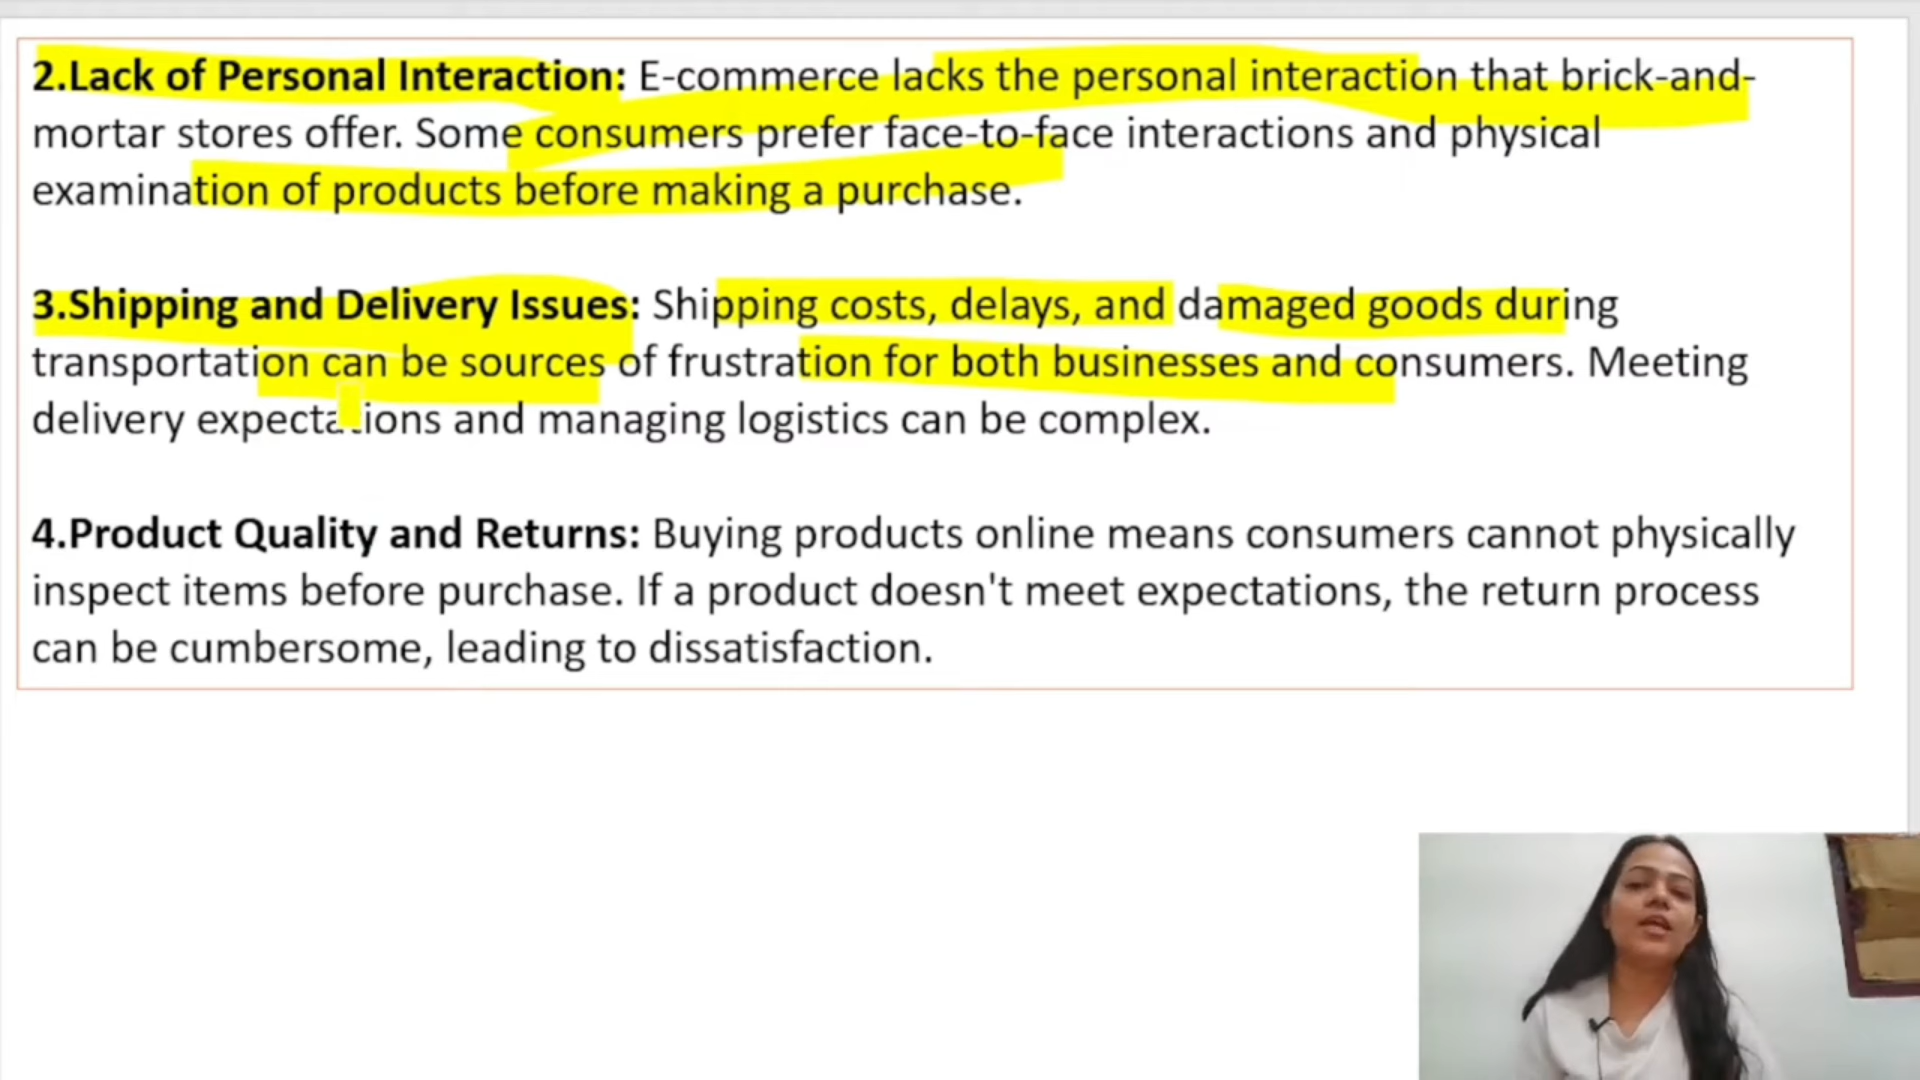 2.Lack of Personal Interaction: E-commerce lacks the personal interaction that brick-and-
mortar stores offer. Some consumers prefer face-to-face interactions and physical
examination of products before making a purchase.
3.Shipping and Delivery Issues: Shipping costs, delays, and damaged goods during
transportation can be sources of frustration for both businesses and consumers. Meeting
delivery expectations and managing logistics can be complex.
4.Product Quality and Returns: Buying products online means consumers cannot physically
inspect items before purchase. If a product doesn't meet expectations, the return process
can be cumbersome, leading to dissatisfaction.